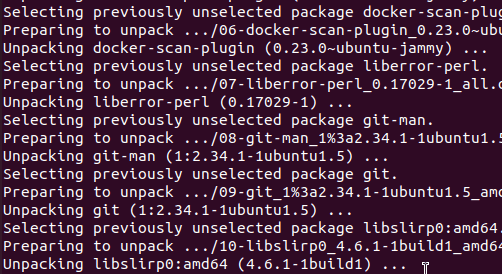 Selecting previously unselected package docker-scan-plug
Preparing to unpack .../06-docker-scan-plugin_0.23.0~ub
Unpacking docker-scan-plugin (0.23.0~ubuntu-jammy) ...
Selecting previously unselected package liberror-perl.
Preparing to unpack .../07-liberror-perl_0.17029-1_all.d
Unpacking liberror-perl (0.17029-1) ...
Selecting previously unselected package git-man.
Preparing to unpack .../08-git-man_1%3a2.34.1-1ubuntu1.5
Unpacking git-man (1:2.34.1-1ubuntu1.5) ...
Selecting previously unselected package git.
Preparing to unpack .../09-git_1%3a2.34.1-1ubuntu1.5_amd
Unpacking git (1:2.34.1-1ubuntu1.5) ...
Selecting previously unselected package libslirp0:amd64.
Preparing to unpack .../10-libslirp0_4.6.1-1build1_amd64
Unpacking libslirp0:amd64 (4.6.1-1build1) ...